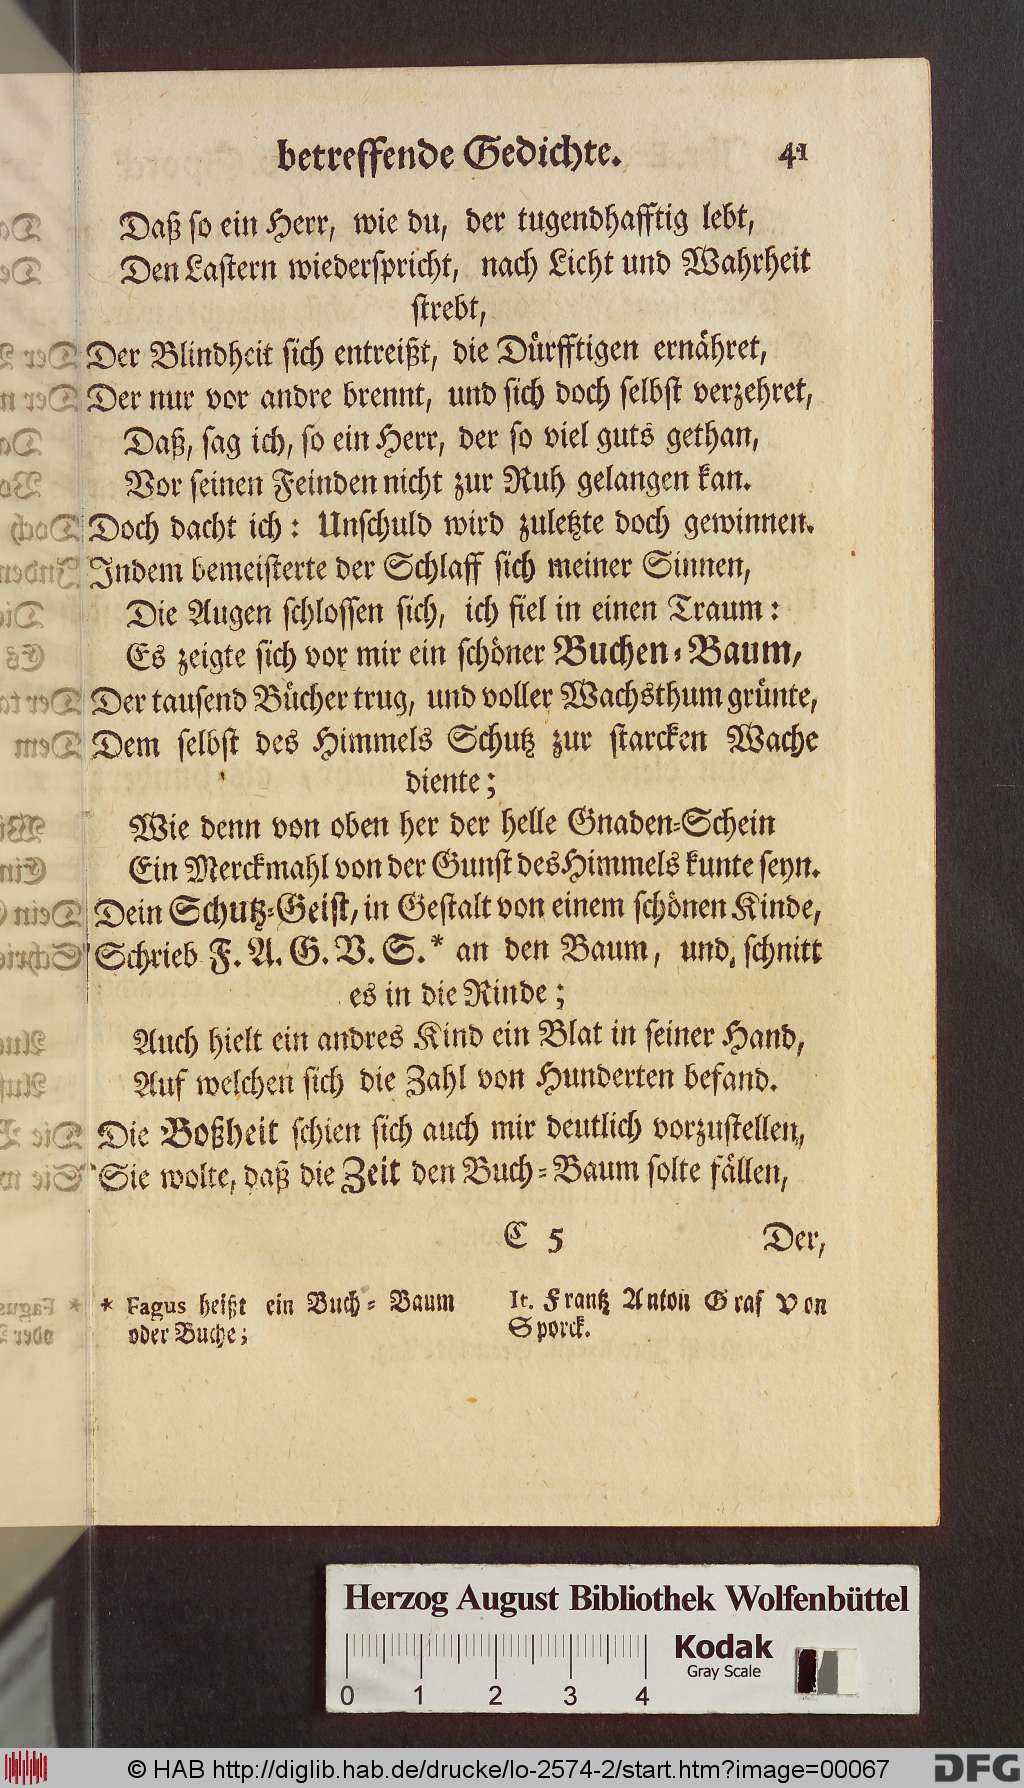 betreffende Gedichte. 41
Daß so ein Herr, wie du, der tugendhafftig lebt,
Den Lastern wiederspricht, nach Licht und Wahrheit
strebt,
Der Blindheit sich entreißt, die Dürfftigen ernähret,
Der nur vor andre brennt, und sich doch selbst verzehret,
Daß, sag ich, so ein Herr, der so viel guts gethan,
Vor seinen Feinden nicht zur Ruh gelangen kan.
Doch dacht ich: Unschuld wird zuletzte doch gewinnen.
Indem bemeisterte der Schlaff sich meiner Sinnen,
Die Augen schlossen sich, ich fiel in einen Traum:
Es zeigte sich vor mir ein schöner Buchen-Baum,
Der tausend Bücher trug, und voller Wachsthum grünte,
Dem selbst des Himmels Schutz zur starcken Wache
diente;
Wie denn von oben her der helle Gnaden-Schein
Ein Merckmahl von der Gunst des Himmels kunte seyn.
Dein Schutz-Geist, in Gestalt von einem schönen Kinde,
Schrieb F. A. G. V. S.* an den Baum, und schnitt
es in die Rinde;
Auch hielt ein andres Kind ein Blat in seiner Hand,
Auf welchen sich die Zahl von Hunderten befand.
Die Boßheit schien sich auch mir deutlich vorzustellen,
Sie wolte, daß die Zeit den Buch-Baum solte fällen,
C 5 Der,
* Fagus heißt ein Buch-Baum
oder Buche;
It. Frantz Anton Graf von
Sporck.
Herzog August Bibliothek Wolfenbüttel
Kodak
Gray Scale
0 1 2 3 4
© HAB http://diglib.hab.de/drucke/lo-2574-2/start.htm?image=00067
DFG